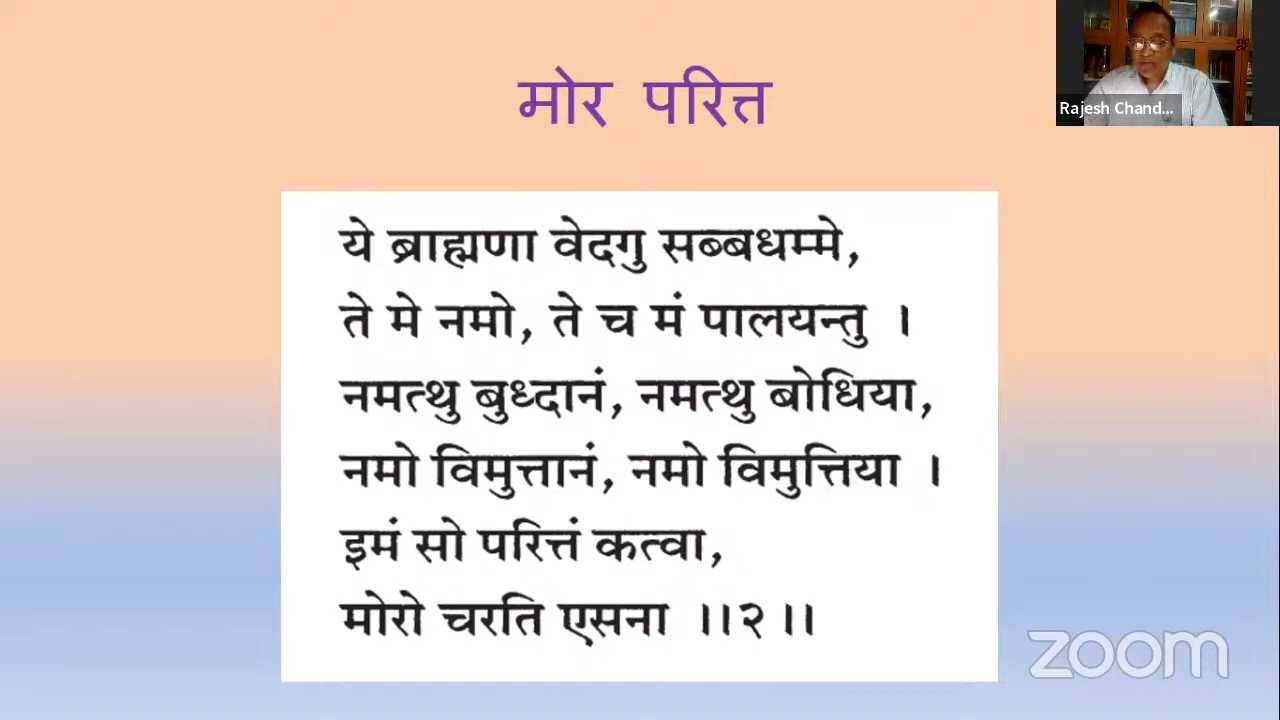 मोर परित्त
Rajesh Chand...
ये ब्राह्मणा वेदगु सब्बधम्मे,
ते मे नमो, ते च मं पालयन्तु ।
नमत्थु बुध्दानं, नमत्थु बोधिया,
नमो विमुत्तानं, नमो विमुत्तिया ।
इमं सो परित्तं कत्वा,
मोरो चरति एसना ।।२।।
zoom